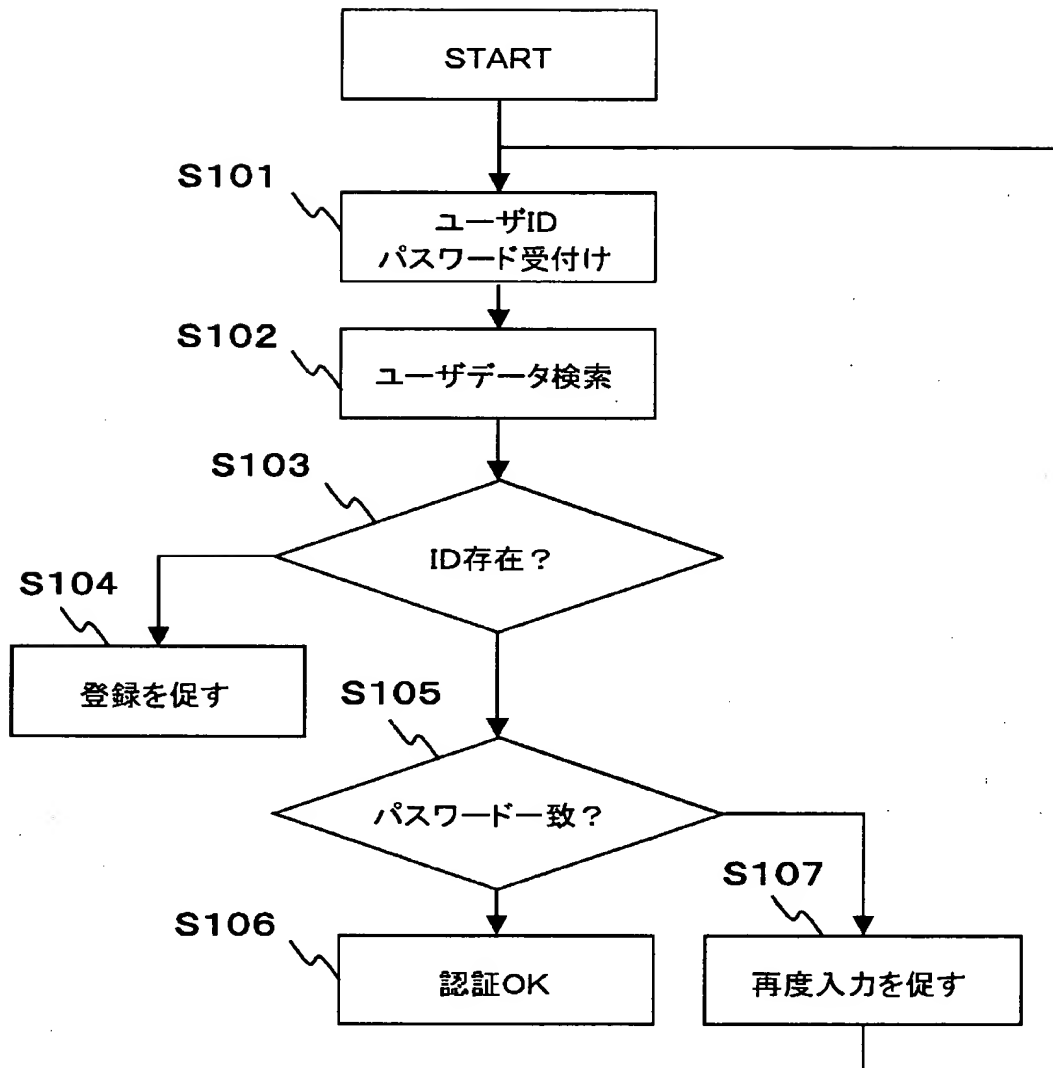 START
S101
ユーザID
パスワード受付け
S102
ユーザデータ検索
S103
ID存在?
S104
登録を促す
S105
パスワード一致?
S106
認証OK
S107
再度入力を促す